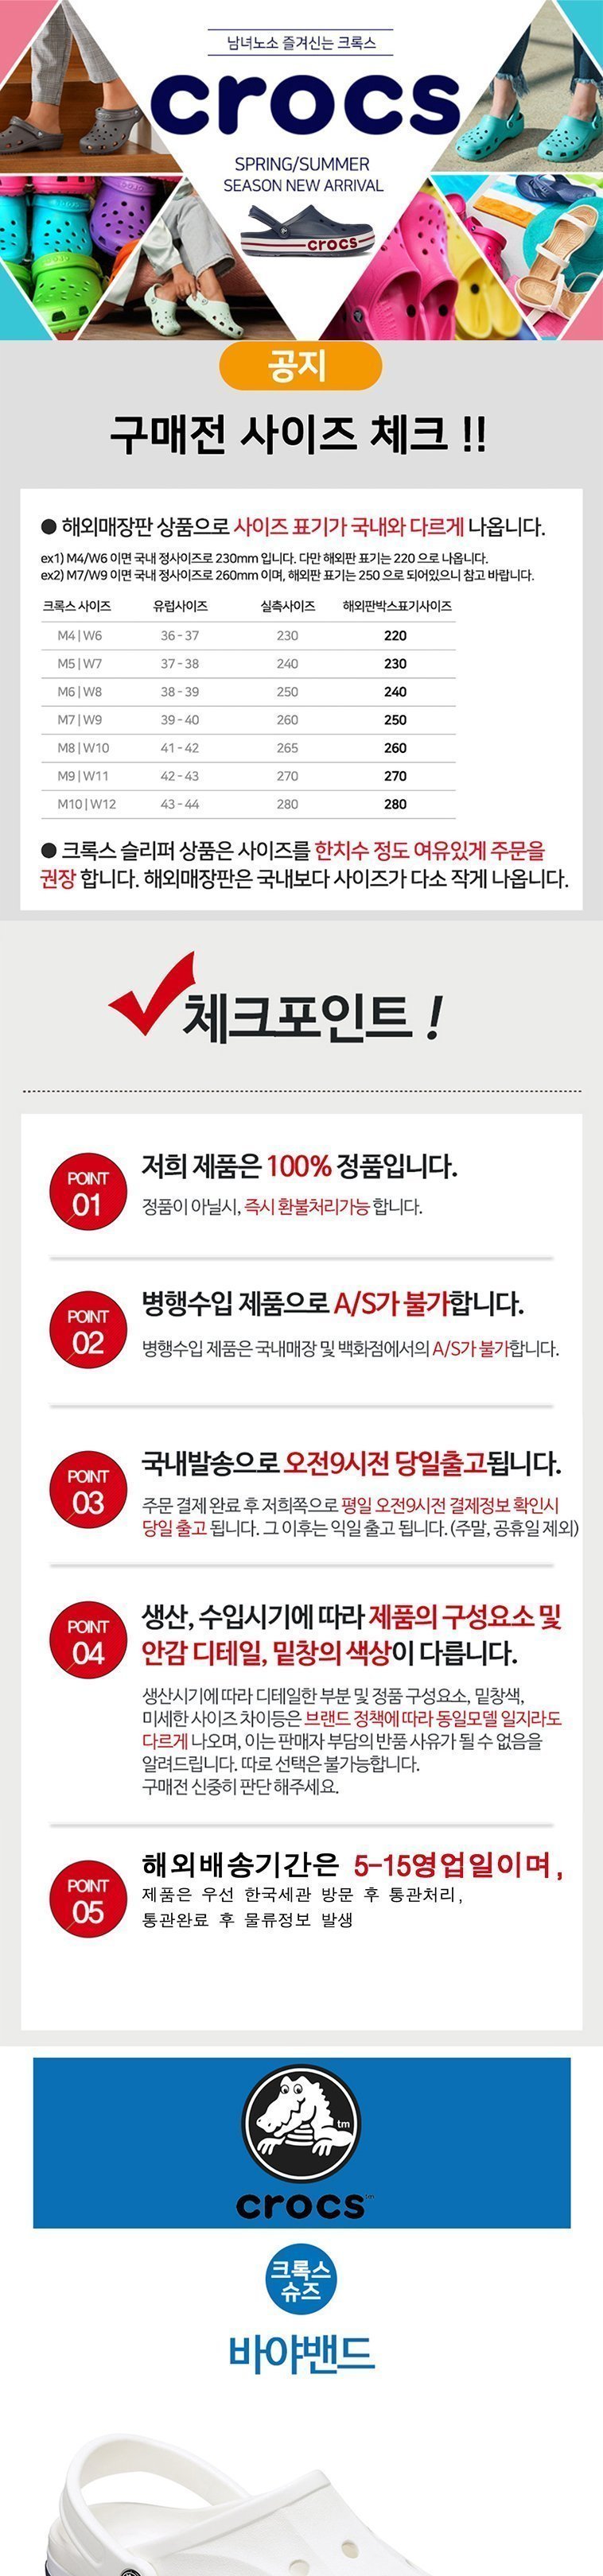 남녀노소 즐겨신는 크록스
crocs
SPRING/SUMMER
SEASON NEW ARRIVAL
crocs
공지
구매전 사이즈 체크 !!
● 해외매장판 상품으로 사이즈 표기가 국내와 다르게 나옵니다.
ex1) M4/W6 이면 국내 정사이즈로 230mm 입니다. 다만 해외판 표기는 220 으로 나옵니다.
ex2) M7/W9 이면 국내 정사이즈로 260mm 이며, 해외판 표기는 250 으로 되어있으니 참고 바랍니다.
크록스 사이즈 유럽사이즈 실측사이즈 해외판박스표기사이즈
M4 | W6 36 - 37 230 220
M5 | W7 37 - 38 240 230
M6 | W8 38 - 39 250 240
M7 | W9 39 - 40 260 250
M8 | W10 41 - 42 265 260
M9 | W11 42 - 43 270 270
M10 | W12 43 - 44 280 280
● 크록스 슬리퍼 상품은 사이즈를 한치수 정도 여유있게 주문을
권장 합니다. 해외매장판은 국내보다 사이즈가 다소 작게 나옵니다.
체크포인트 !
POINT
01
저희 제품은 100% 정품입니다.
정품이 아닐시, 즉시 환불처리가능 합니다.
POINT
02
병행수입 제품으로 A/S가 불가합니다.
병행수입 제품은 국내매장 및 백화점에서의 A/S가 불가합니다.
POINT
03
국내발송으로 오전9시전 당일출고됩니다.
주문 결제 완료 후 저희쪽으로 평일 오전9시전 결제정보 확인시
당일 출고 됩니다. 그 이후는 익일 출고 됩니다. (주말, 공휴일 제외)
POINT
04
생산, 수입시기에 따라 제품의 구성요소 및
안감 디테일, 밑창의 색상이 다릅니다.
생산시기에 따라 디테일한 부분 및 정품 구성요소, 밑창색,
미세한 사이즈 차이등은 브랜드 정책에 따라 동일모델 일지라도
다르게 나오며, 이는 판매자 부담의 반품 사유가 될 수 없음을
알려드립니다. 따로 선택은 불가능합니다.
구매전 신중히 판단 해주세요.
POINT
05
해외배송기간은 5-15영업일이며,
제품은 우선 한국세관 방문 후 통관처리,
통관완료 후 물류정보 발생
tm
crocs™
크록스
슈즈
바야밴드